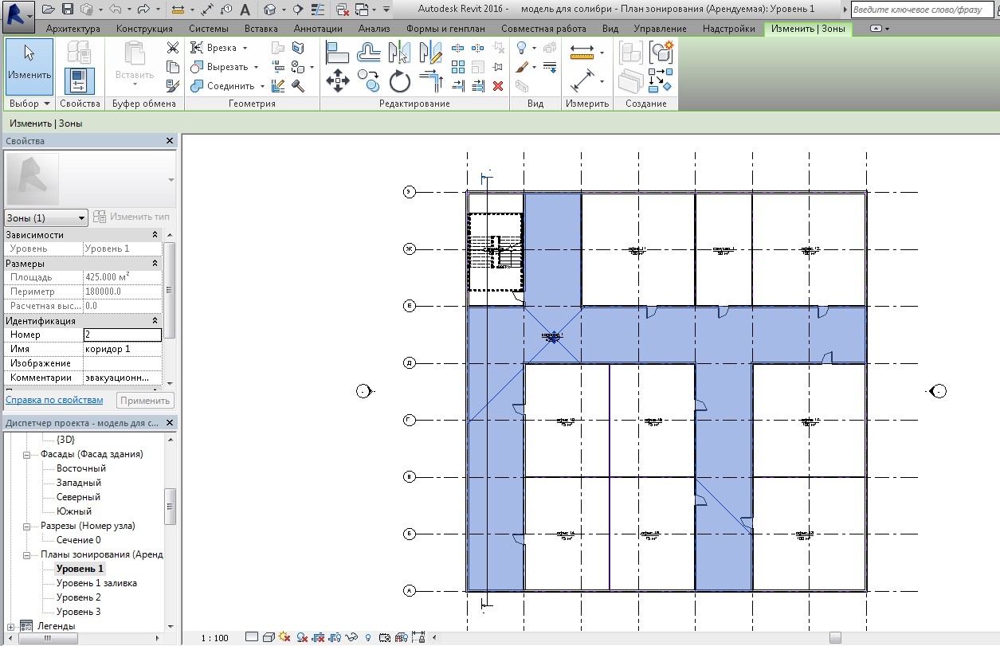 Autodesk Revit 2016 - модель для солибри - План зонирования (Арендуемая): Уровень 1
Введите ключевое слово/фразу
Архитектура Конструкция Системы Вставка Аннотации Анализ Формы и генплан Совместная работа Вид Управление Надстройки Изменить | Зоны
Изменить
Вставить
Врезка
Вырезать
Соединить
Выбор Свойства Буфер обмена Геометрия Редактирование Вид Измерить Создание
Изменить | Зоны
Свойства
Зоны (1)
Изменить тип
Зависимости
Уровень Уровень 1
Размеры
Площадь 425.000 м²
Периметр 180000.0
Расчетная выс... 0.0
Идентификация
Номер 2
Имя коридор 1
Изображение
Комментарии эвакуационн...
Справка по свойствам
Применить
Диспетчер проекта - модель для с...
{3D}
Фасады (Фасад здания)
Восточный
Западный
Северный
Южный
Разрезы (Номер узла)
Сечение 0
Планы зонирования (Аренд
Уровень 1
Уровень 1 заливка
Уровень 2
Уровень 3
Легенды
Ж
Е
Д
Г
В
Б
А
1 : 100